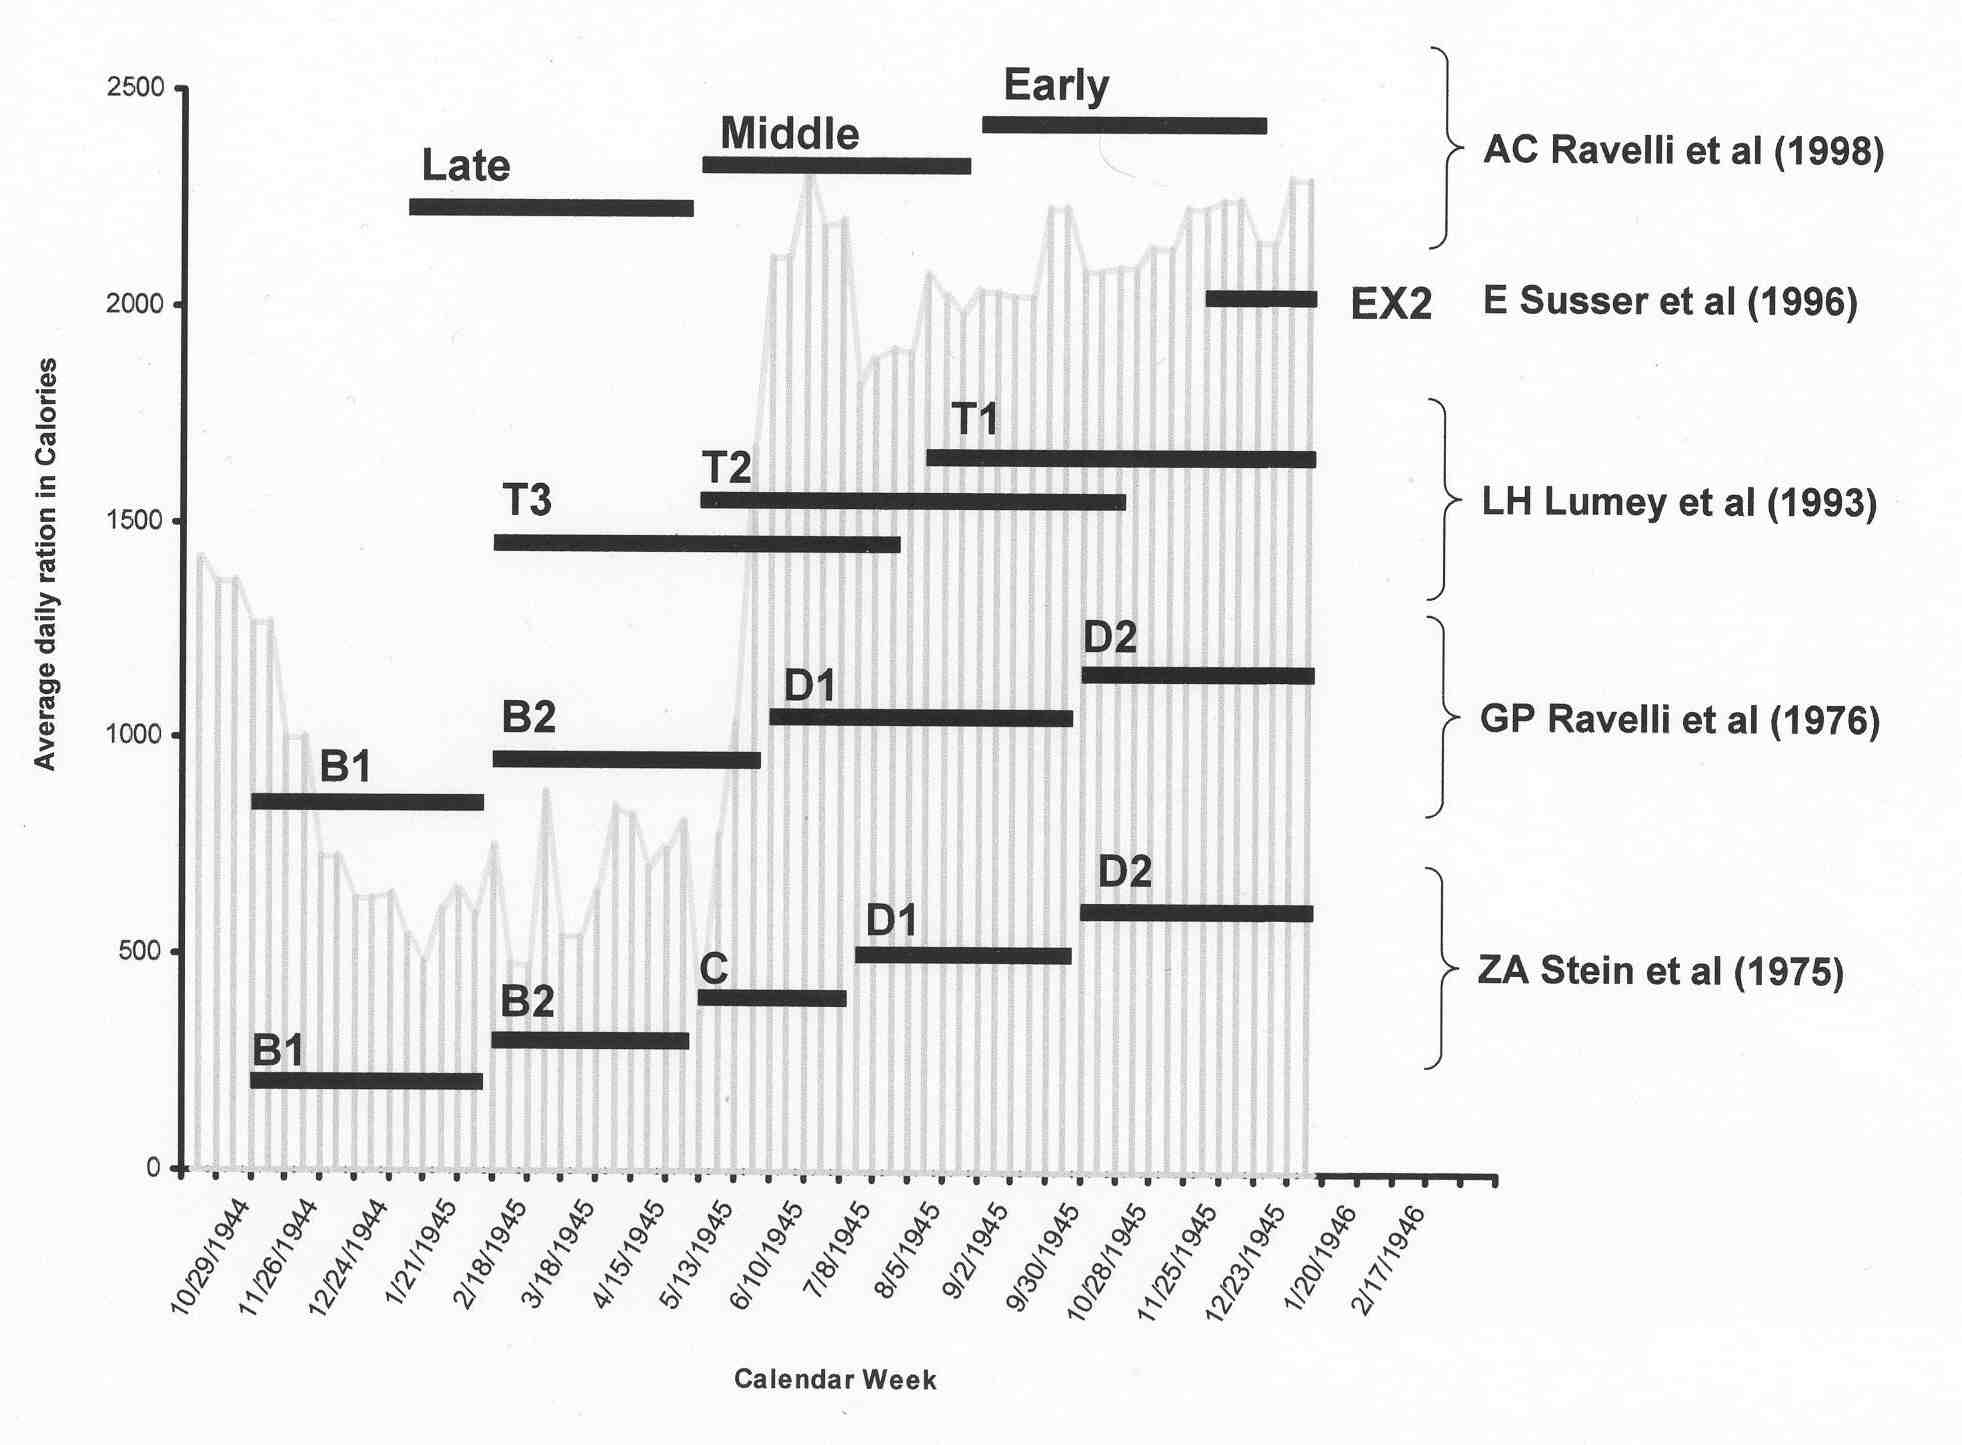 2500
2000
1500
1000
500
0
Average daily ration in Calories
Late
Middle
Early
AC Ravelli et al (1998)
EX2
E Susser et al (1996)
T3
T2
T1
LH Lumey et al (1993)
B1
B2
D1
D2
GP Ravelli et al (1976)
B1
B2
C
D1
D2
ZA Stein et al (1975)
10/29/1944
11/26/1944
12/24/1944
1/21/1945
2/18/1945
3/18/1945
4/15/1945
5/13/1945
6/10/1945
7/8/1945
8/5/1945
9/2/1945
9/30/1945
10/28/1945
11/25/1945
12/23/1945
1/20/1946
2/17/1946
Calendar Week